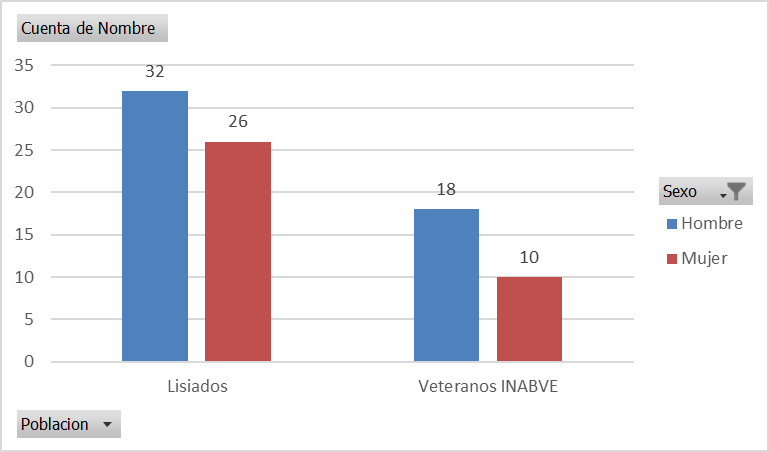 Cuenta de Nombre
35
30
25
20
15
10
5
0
32
26
18
10
Lisiados
Veteranos INABVE
Sexo
Hombre
Mujer
Poblacion